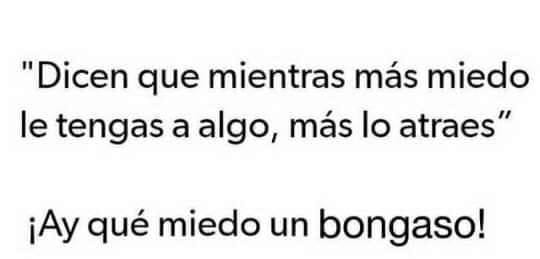 "Dicen que mientras más miedo
le tengas a algo, más lo atraes”
¡Ay qué miedo un bongaso!